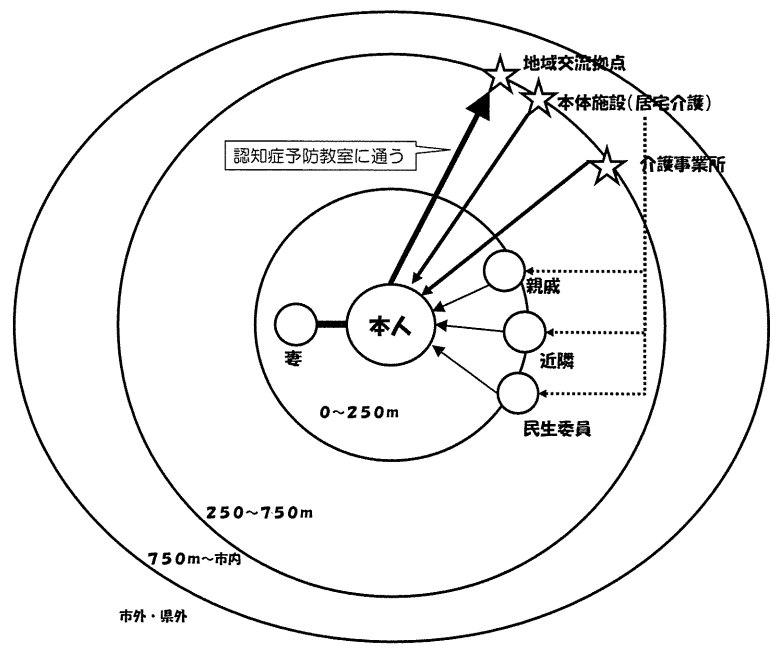 地域交流拠点
本体施設(居宅介護)
認知症予防教室に通う
介護事業所
親戚
本人
妻
近隣
0～250m
民生委員
250～750m
750m～市内
市外・県外